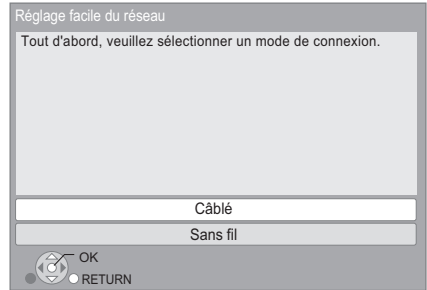 Réglage facile du réseau
Tout d'abord, veuillez sélectionner un mode de connexion.
Câblé
Sans fil
OK
RETURN